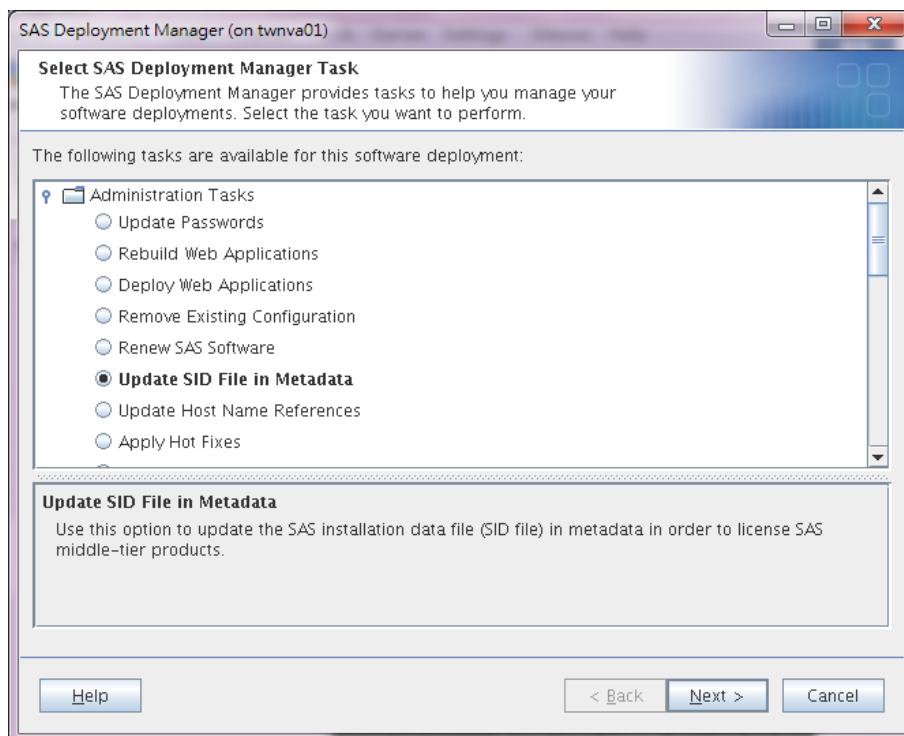 SAS Deployment Manager (on twnva01)
Select SAS Deployment Manager Task
The SAS Deployment Manager provides tasks to help you manage your
software deployments. Select the task you want to perform.
The following tasks are available for this software deployment:
Administration Tasks
Update Passwords
Rebuild Web Applications
Deploy Web Applications
Remove Existing Configuration
Renew SAS Software
Update SID File in Metadata
Update Host Name References
Apply Hot Fixes
Update SID File in Metadata
Use this option to update the SAS installation data file (SID file) in metadata in order to license SAS
middle-tier products.
Help
< Back
Next >
Cancel